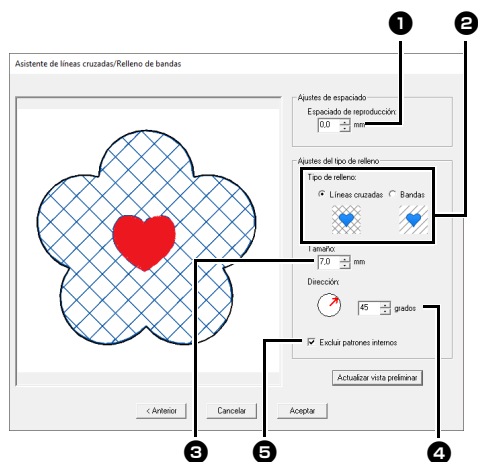 1
2
Asistente de líneas cruzadas/Relleno de bandas
Ajustes de espaciado
Espaciado de reproducción:
0,0 mm
Ajustes del tipo de relleno
Tipo de relleno:
Líneas cruzadas Bandas
Tamaño:
7,0 mm
Dirección:
45 grados
Excluir patrones internos
Actualizar vista preliminar
< Anterior Cancelar Aceptar
3 5 4